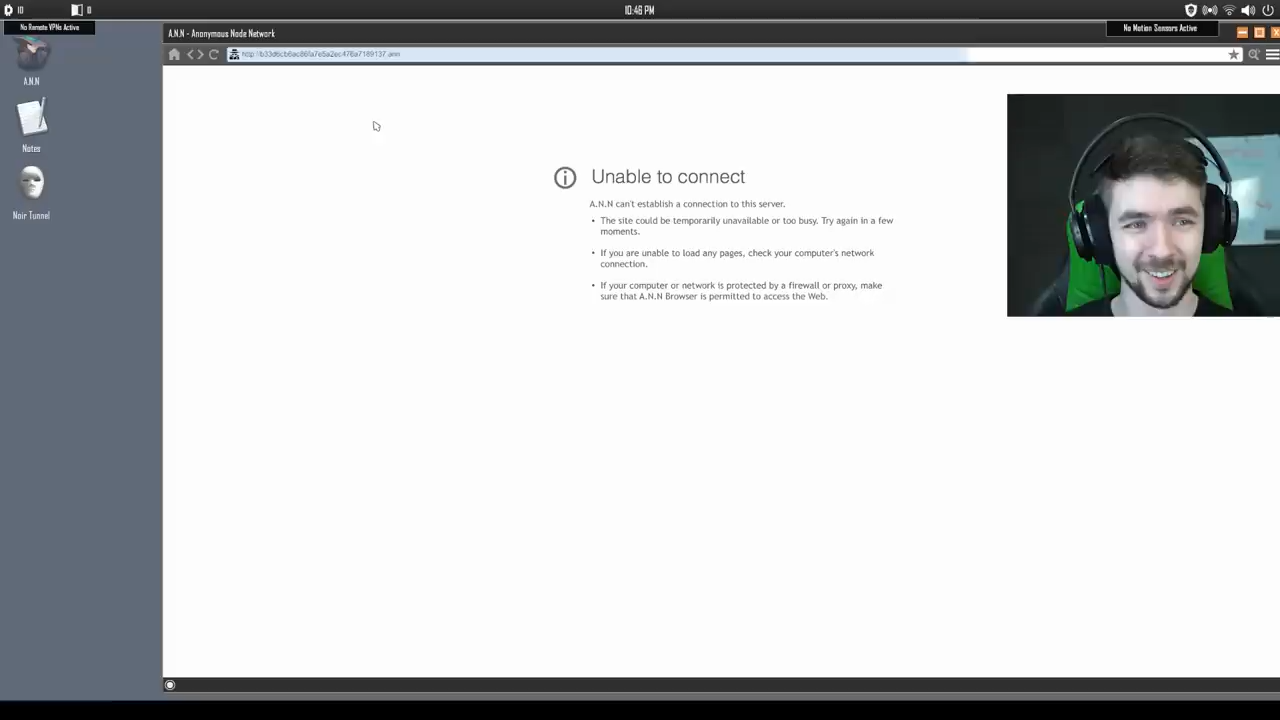 10
0
10:46 PM
No Remote VPNs Active
A.N.N - Anonymous Node Network
No Motion Sensors Active
A.N.N
Notes
Noir Tunnel
Unable to connect
A.N.N can't establish a connection to this server.
• The site could be temporarily unavailable or too busy. Try again in a few
moments.
• If you are unable to load any pages, check your computer's network
connection.
• If your computer or network is protected by a firewall or proxy, make
sure that A.N.N Browser is permitted to access the Web.